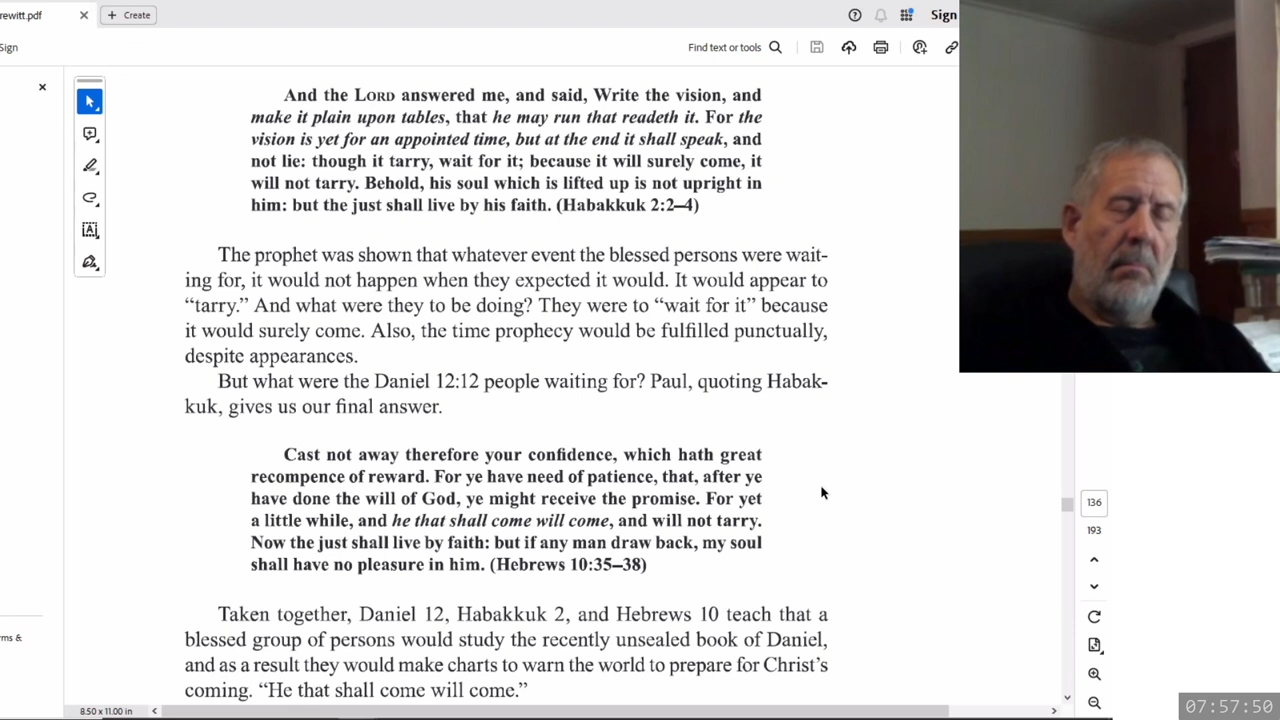 rewitt.pdf
Create
Sign
Sign
Find text or tools
And the LORD answered me, and said, Write the vision, and
make it plain upon tables, that he may run that readeth it. For the
vision is yet for an appointed time, but at the end it shall speak, and
not lie: though it tarry, wait for it; because it will surely come, it
will not tarry. Behold, his soul which is lifted up is not upright in
him: but the just shall live by his faith. (Habakkuk 2:2–4)
The prophet was shown that whatever event the blessed persons were wait-
ing for, it would not happen when they expected it would. It would appear to
“tarry.” And what were they to be doing? They were to “wait for it” because
it would surely come. Also, the time prophecy would be fulfilled punctually,
despite appearances.
But what were the Daniel 12:12 people waiting for? Paul, quoting Habak-
kuk, gives us our final answer.
Cast not away therefore your confidence, which hath great
recompence of reward. For ye have need of patience, that, after ye
have done the will of God, ye might receive the promise. For yet
a little while, and he that shall come will come, and will not tarry.
Now the just shall live by faith: but if any man draw back, my soul
shall have no pleasure in him. (Hebrews 10:35–38)
Taken together, Daniel 12, Habakkuk 2, and Hebrews 10 teach that a
blessed group of persons would study the recently unsealed book of Daniel,
and as a result they would make charts to warn the world to prepare for Christ’s
coming. “He that shall come will come.”
136
193
rms &
8.50 x 11.00 in
07:57:50